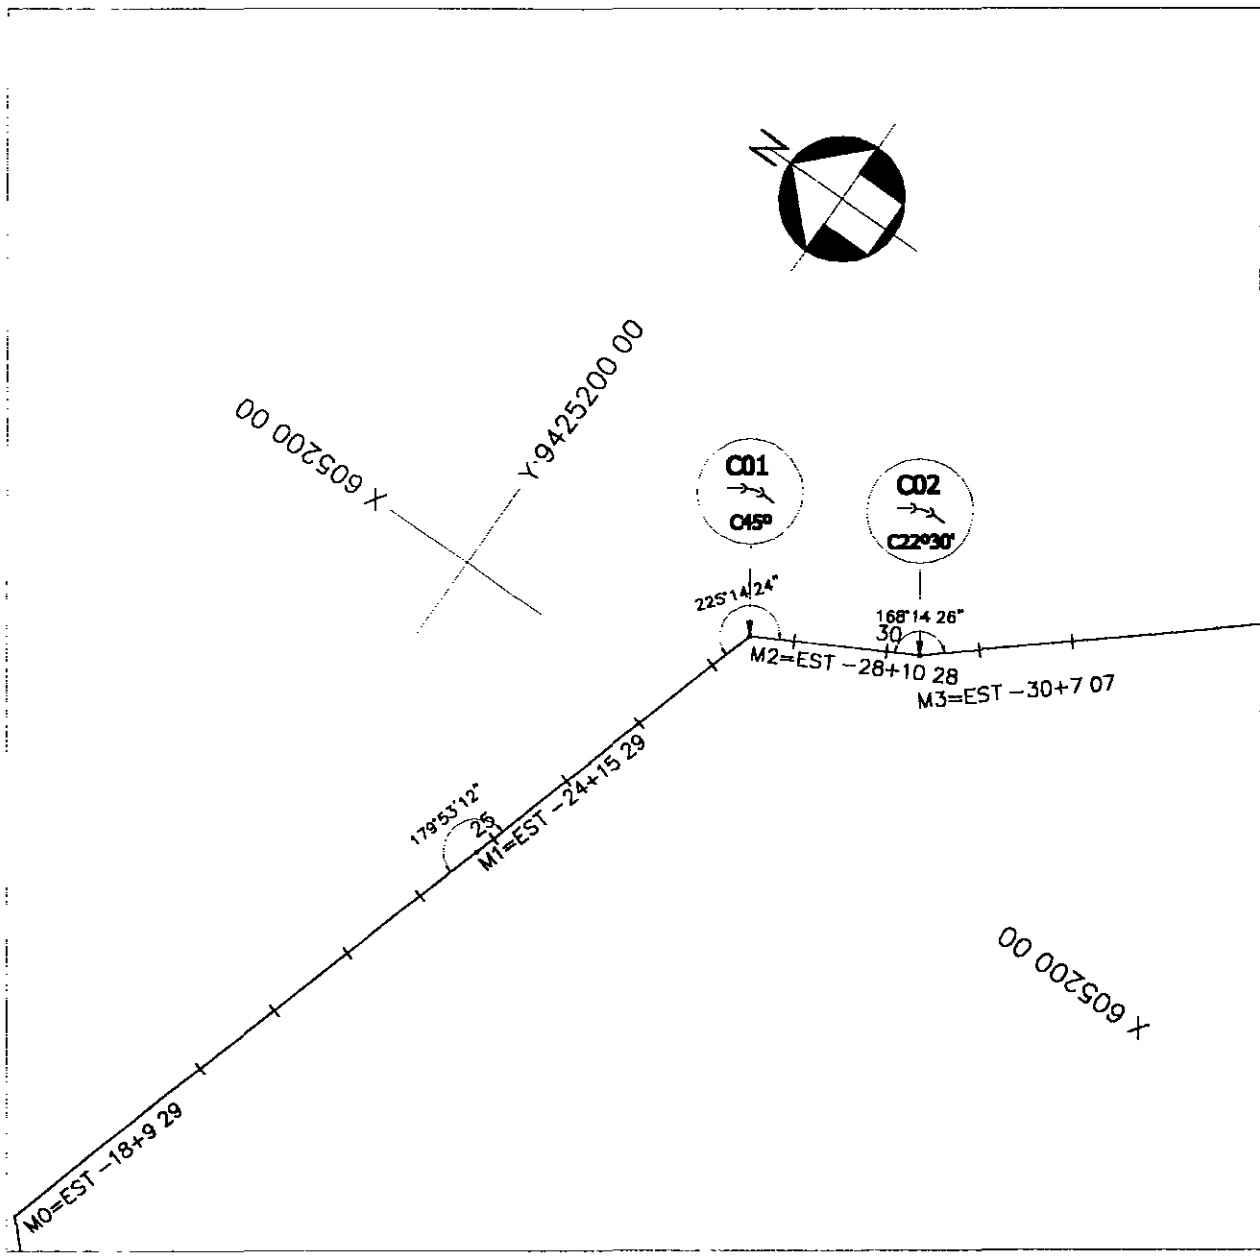 N
Y:9425200 00
X 605200 00
C01
C45º
C02
C22º30'
225°14'24"
168°14 26"
30
M2=EST -28+10 28
M3=EST -30+7 07
179°53'12"
25
M1=EST -24+15 29
X 605200 00
M0=EST -18+9 29